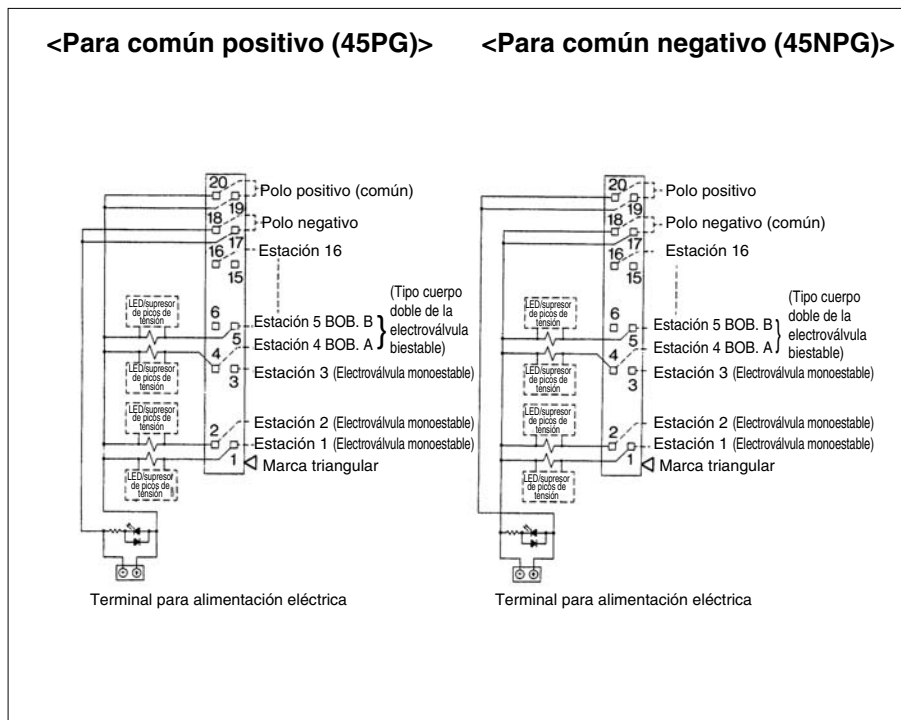 <Para común positivo (45PG)>
20
Polo positivo (común)
19
18
Polo negativo
17
16
Estación 16
15
LED/supresor
de picos de
tensión
6
Estación 5 BOB. B
5
(Tipo cuerpo
doble de la
electroválvula
biestable)
Estación 4 BOB. A
4
Estación 3 (Electroválvula monoestable)
3
LED/supresor
de picos de
tensión
LED/supresor
de picos de
tensión
Estación 2 (Electroválvula monoestable)
2
Estación 1 (Electroválvula monoestable)
1
Marca triangular
LED/supresor
de picos de
tensión
Terminal para alimentación eléctrica
<Para común negativo (45NPG)>
20
Polo positivo
19
18
Polo negativo (común)
17
16
Estación 16
15
LED/supresor
de picos de
tensión
6
Estación 5 BOB. B
5
(Tipo cuerpo
doble de la
electroválvula
biestable)
Estación 4 BOB. A
4
Estación 3 (Electroválvula monoestable)
3
LED/supresor
de picos de
tensión
LED/supresor
de picos de
tensión
Estación 2 (Electroválvula monoestable)
2
Estación 1 (Electroválvula monoestable)
1
Marca triangular
LED/supresor
de picos de
tensión
Terminal para alimentación eléctrica